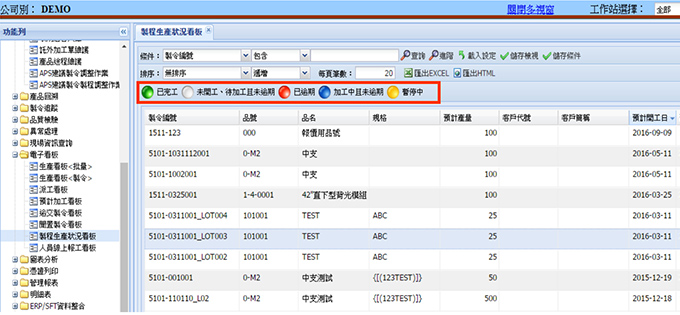 公司別： DEMO 關閉多視窗 工作站選擇： 全部
功能列
製程生產狀況看板
託外加工單維護
產品途程維護
APS建議製令調整作業
APS建議製令製程調整作業
產品回溯
製令追蹤
品質檢驗
異常處理
現場資訊查詢
電子看板
生產看板<批量>
生產看板<製令>
派工看板
預計加工看板
逾交製令看板
閒置製令看板
製程生產狀況看板
人員線上報工看板
圖表分析
憑證列印
管理報表
明細表
ERP/SFT資料整合
條件： 製令編號 包含 查詢 進階 載入設定 儲存檢視 儲存條件
排序： 無排序 遞增 每頁筆數： 20 匯出EXCEL 匯出HTML
已完工 未開工、待加工且未逾期 已逾期 加工中且未逾期 暫停中
製令編號 品號 品名 規格 預計產量 客戶代號 客戶簡稱 預計開工日
1511-123 000 報價用品號 100 2016-09-09
5101-1031112001 0-M2 中支 100 2016-05-11
5101-1002001 0-M2 中支 100 2016-05-11
1511-0325001 1-4-0001 42"直下型背光模組 100 2016-03-25
5101-0311001_LOT004 101001 TEST ABC 25 2016-03-11
5101-0311001_LOT003 101001 TEST ABC 25 2016-03-11
5101-0311001_LOT002 101001 TEST ABC 25 2016-03-11
5101-001001 0-M2 中支測試 {[(123TEST)]} 50 2015-12-19
5101-110110_L02 0-M2 中支測試 {[(123TEST)]} 500 2015-12-18